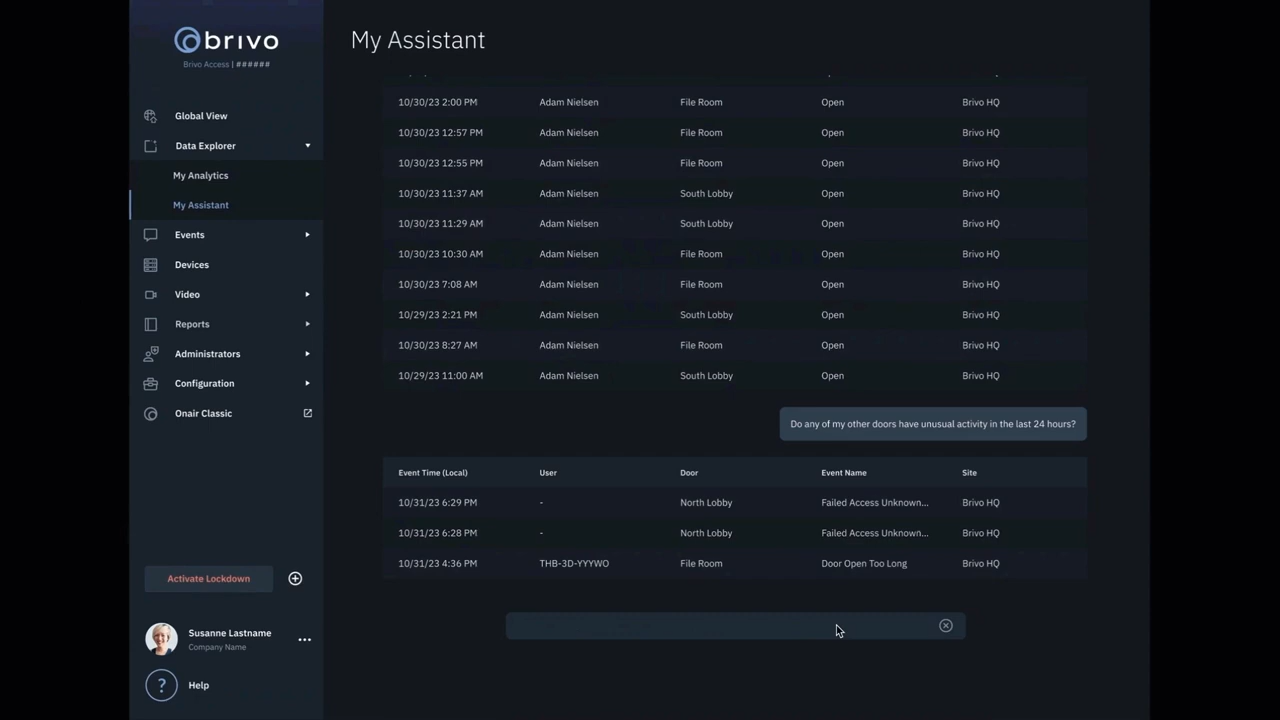 brivo
Brivo Access | ######
My Assistant
Global View
Data Explorer
My Analytics
My Assistant
Events
Devices
Video
Reports
Administrators
Configuration
Onair Classic
Activate Lockdown
Susanne Lastname
Company Name
? Help
10/30/23 2:00 PM Adam Nielsen File Room Open Brivo HQ
10/30/23 12:57 PM Adam Nielsen File Room Open Brivo HQ
10/30/23 12:55 PM Adam Nielsen File Room Open Brivo HQ
10/30/23 11:37 AM Adam Nielsen South Lobby Open Brivo HQ
10/30/23 11:29 AM Adam Nielsen South Lobby Open Brivo HQ
10/30/23 10:30 AM Adam Nielsen File Room Open Brivo HQ
10/30/23 7:08 AM Adam Nielsen File Room Open Brivo HQ
10/29/23 2:21 PM Adam Nielsen South Lobby Open Brivo HQ
10/30/23 8:27 AM Adam Nielsen File Room Open Brivo HQ
10/29/23 11:00 AM Adam Nielsen South Lobby Open Brivo HQ
Do any of my other doors have unusual activity in the last 24 hours?
Event Time (Local) User Door Event Name Site
10/31/23 6:29 PM - North Lobby Failed Access Unknown... Brivo HQ
10/31/23 6:28 PM - North Lobby Failed Access Unknown... Brivo HQ
10/31/23 4:36 PM THB-3D-YYYWO File Room Door Open Too Long Brivo HQ